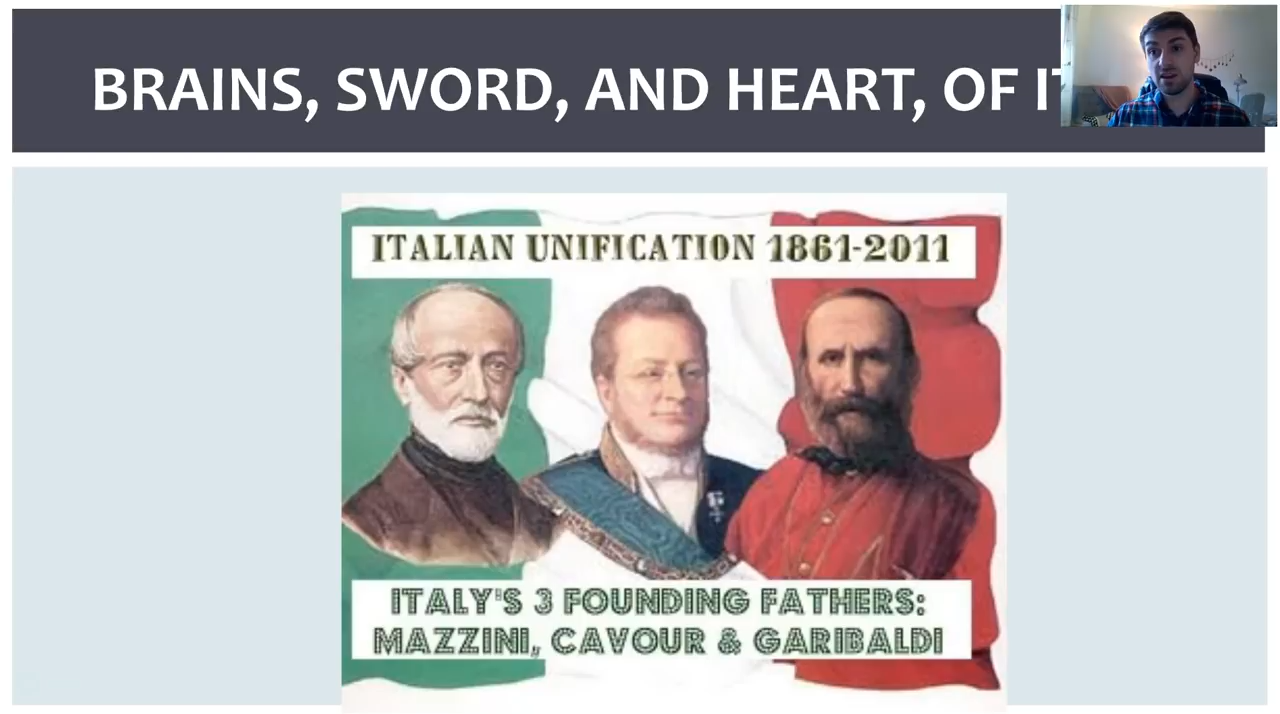 BRAINS, SWORD, AND HEART, OF
ITALIAN UNIFICATION 1861-2011
ITALY'S 3 FOUNDING FATHERS:
MAZZINI, CAVOUR & GARIBALDI